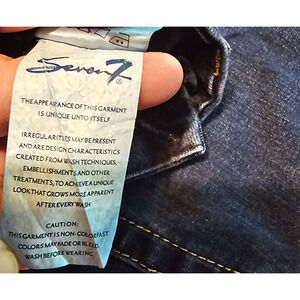 Seven7
THE APPEARANCE OF THIS GARMENT
IS UNIQUE UNTO ITSELF.
IRREGULARITIES MAY BE PRESENT
AND ARE DESIGN CHARACTERISTICS
CREATED FROM WASH TECHNIQUES,
EMBELLISHMENTS AND OTHER
TREATMENTS, TO ACHIEVE A UNIQUE
LOOK THAT GROWS MORE APPARENT
AFTER EVERY WASH
CAUTION:
THIS GARMENT IS NON-COLORFAST
COLORS MAY FADE OR BLEED,
WASH BEFORE WEARING